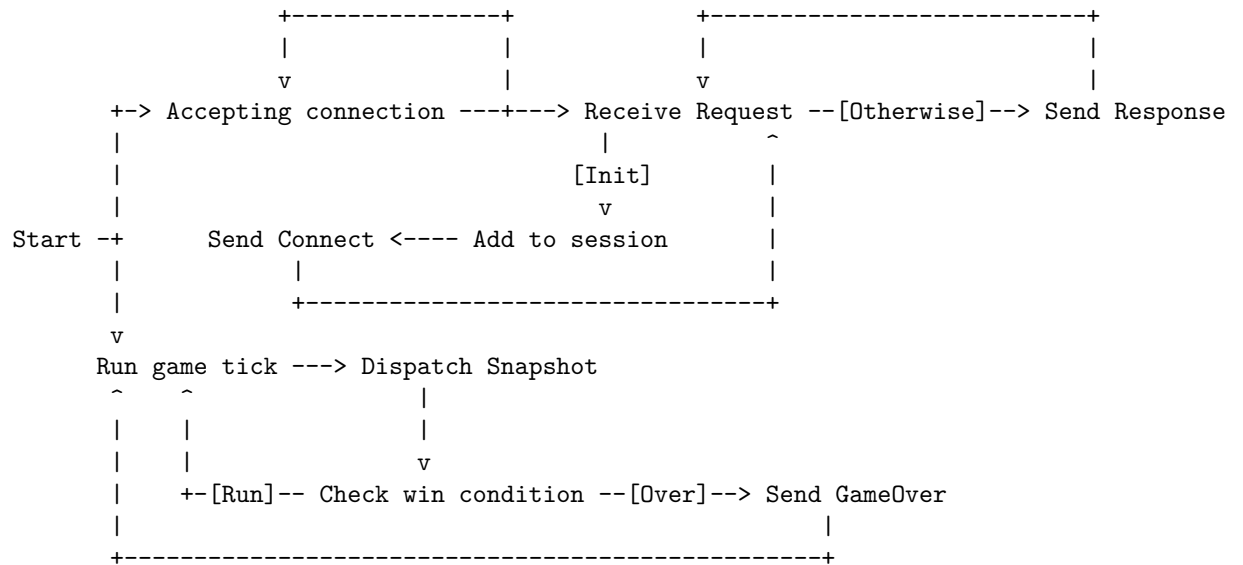 Accepting connection Receive Request [Otherwise] Send Response
[Init]
Start Send Connect Add to session
Run game tick Dispatch Snapshot
[Run] Check win condition [Over] Send GameOver